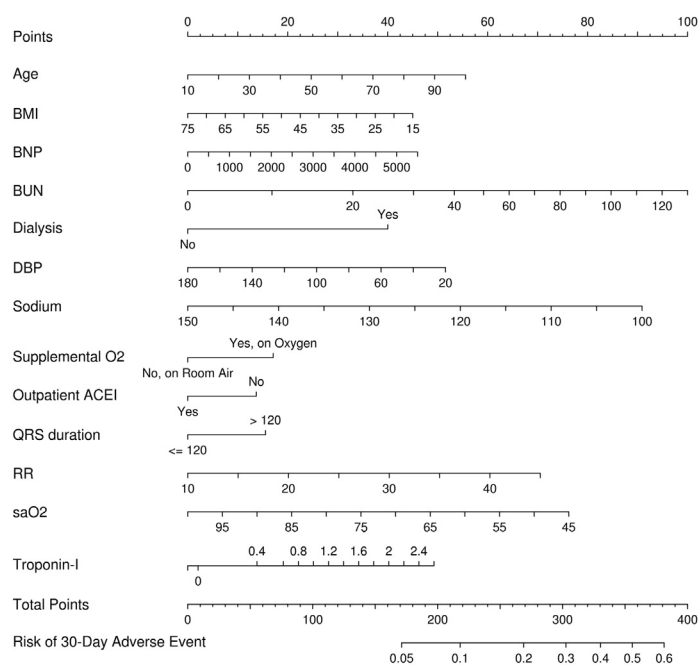 0 20 40 60 80 100
Points
Age
10 30 50 70 90
BMI
75 65 55 45 35 25 15
BNP
0 1000 2000 3000 4000 5000
BUN
0 20 40 60 80 100 120
Yes
Dialysis
No
DBP
180 140 100 60 20
Sodium
150 140 130 120 110 100
Yes, on Oxygen
Supplemental O2
No, on Room Air
No
Outpatient ACEI
Yes
> 120
QRS duration
<= 120
RR
10 20 30 40
saO2
95 85 75 65 55 45
0.4 0.8 1.2 1.6 2 2.4
Troponin-I
0
Total Points
0 100 200 300 400
Risk of 30-Day Adverse Event
0.05 0.1 0.2 0.3 0.4 0.5 0.6